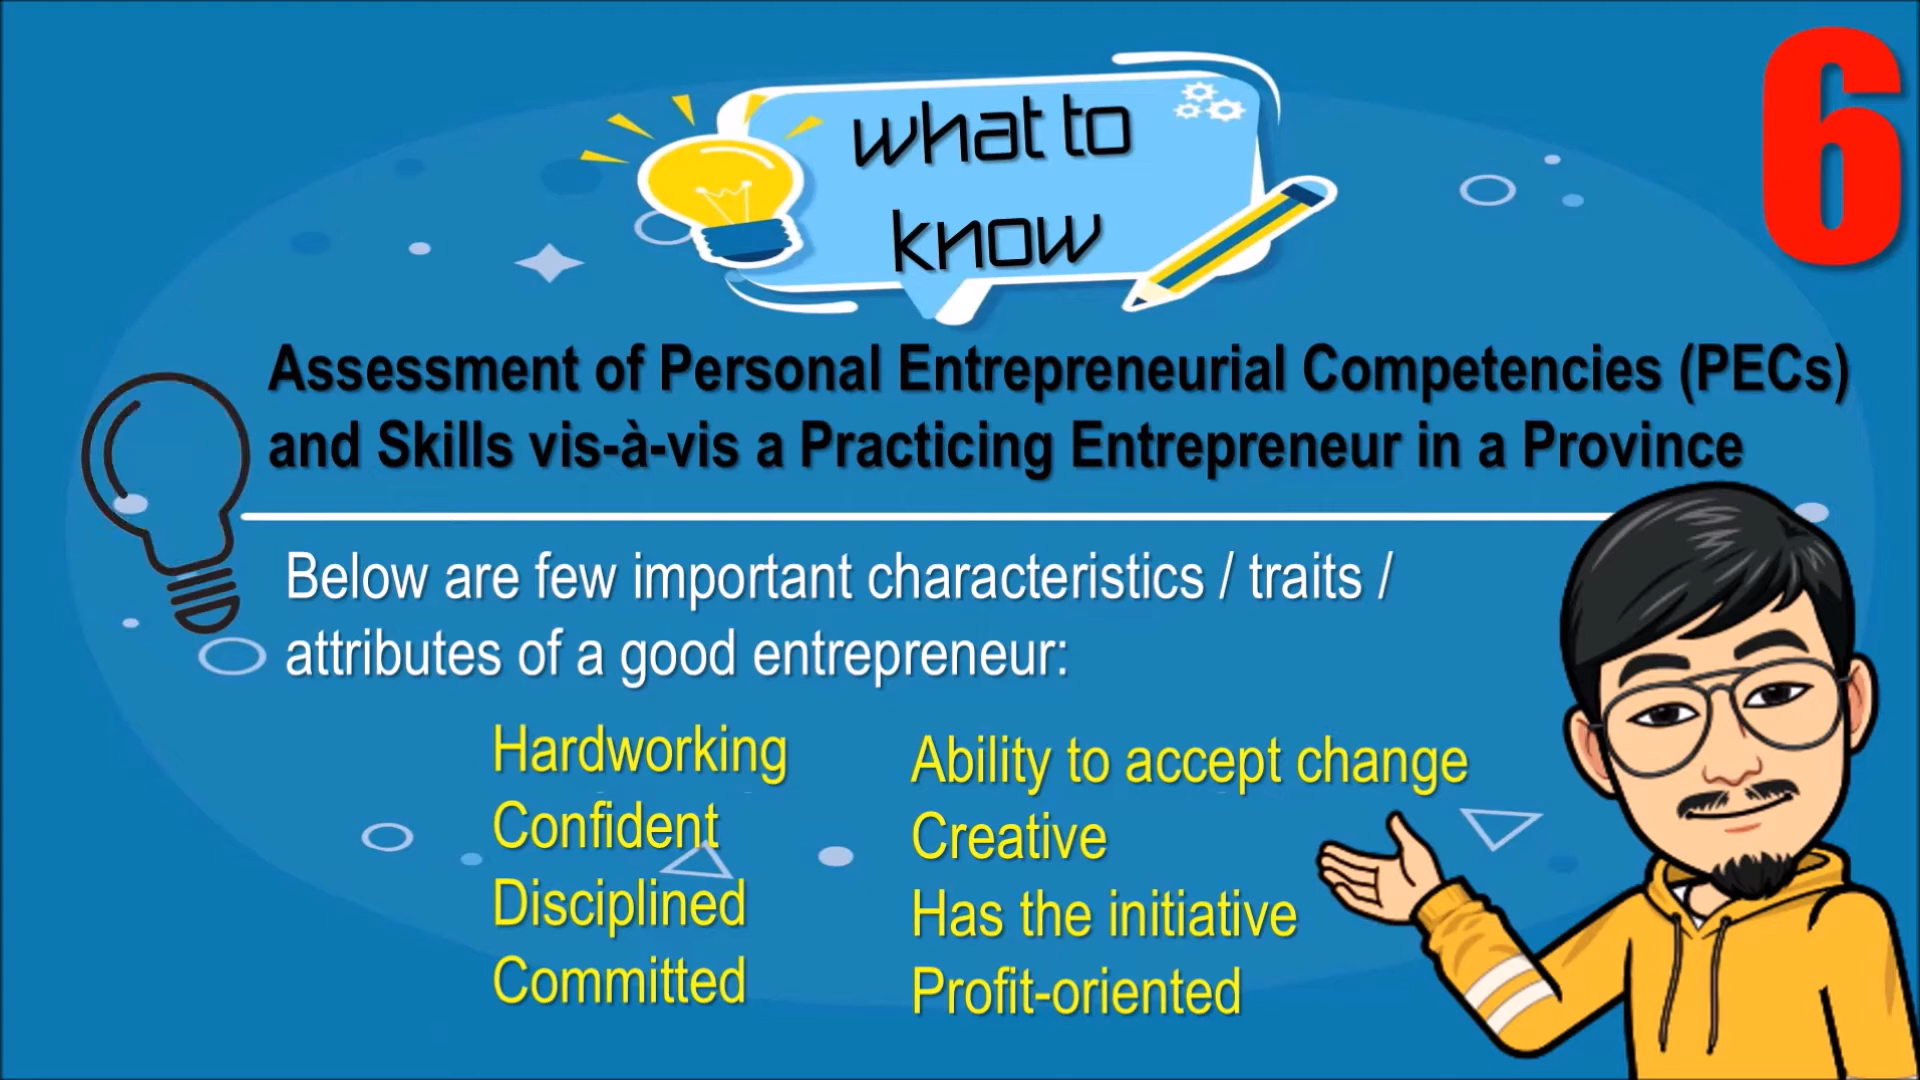 what to
know
6
Assessment of Personal Entrepreneurial Competencies (PECs)
and Skills vis-à-vis a Practicing Entrepreneur in a Province
Below are few important characteristics / traits /
attributes of a good entrepreneur:
Hardworking
Confident
Disciplined
Committed
Ability to accept change
Creative
Has the initiative
Profit-oriented